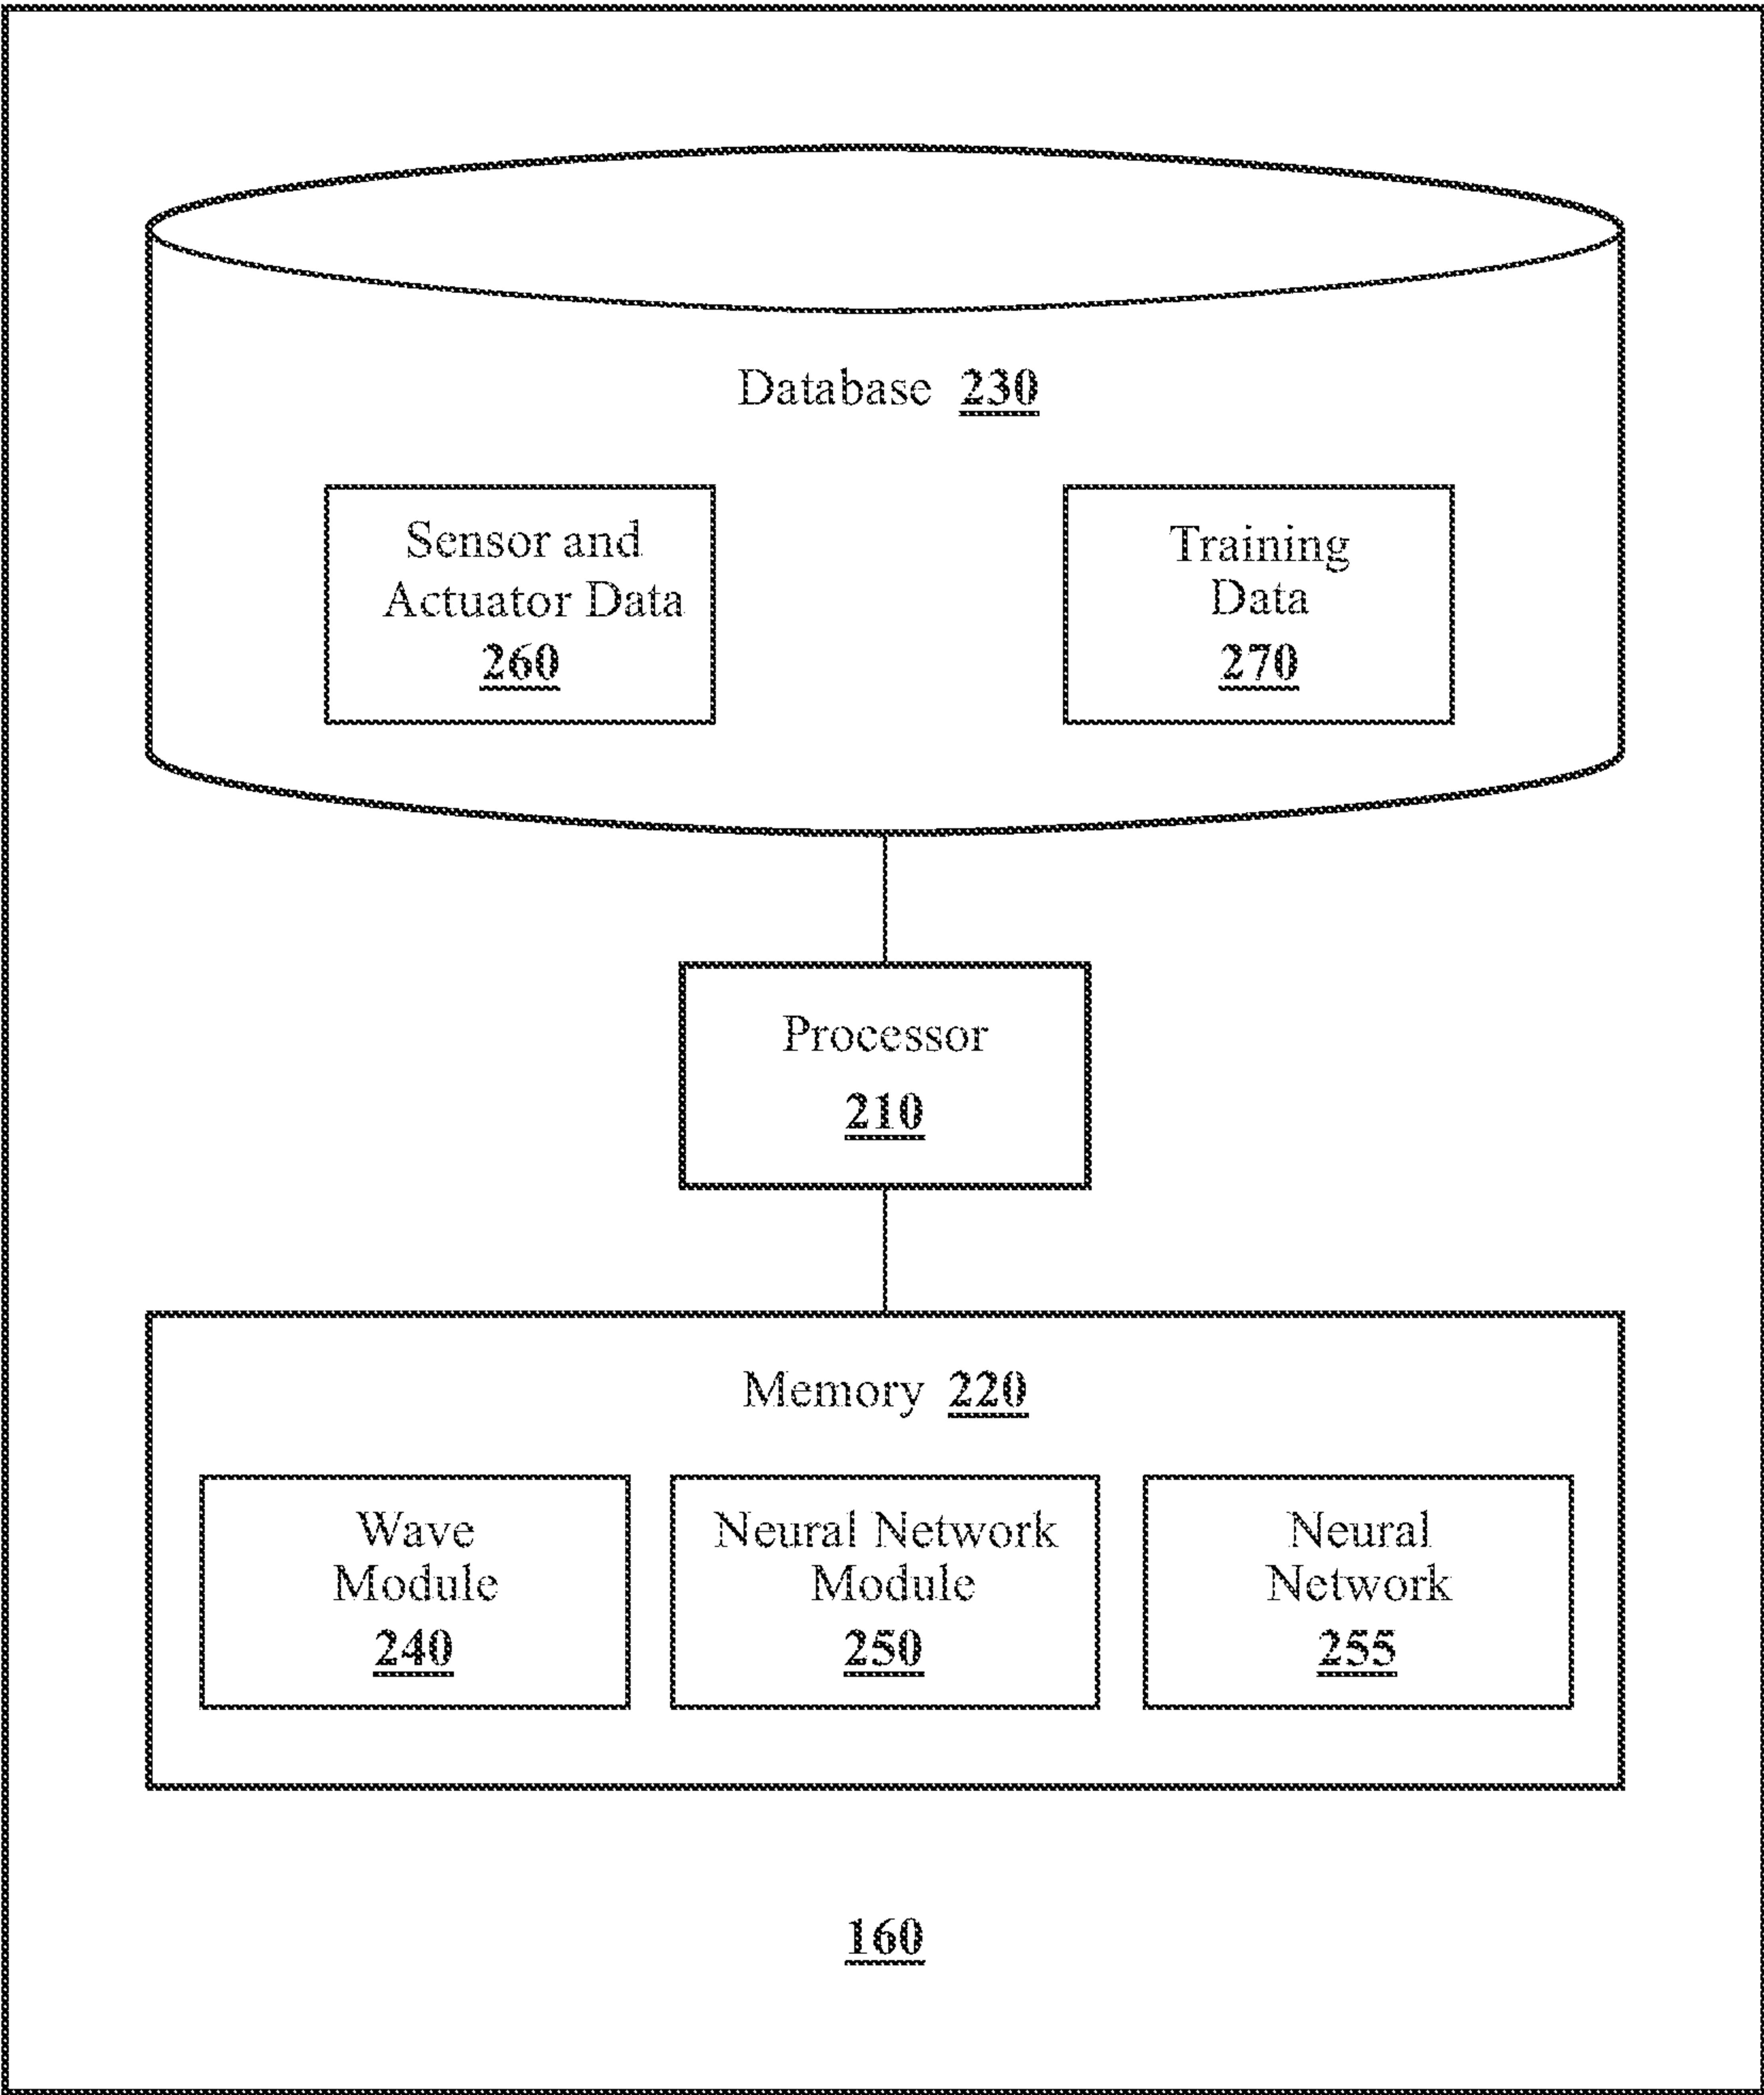 Database 230
Sensor and
Actuator Data
260
Training
Data
270
Processor
210
Memory 220
Wave
Module
240
Neural Network
Module
250
Neural
Network
255
160